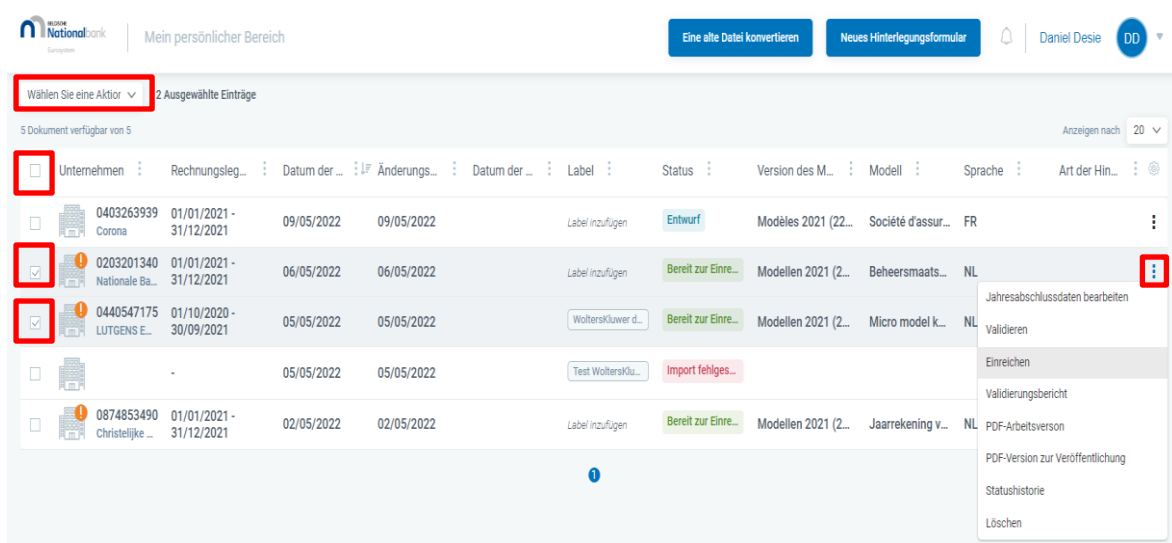 BELGISCHE
Nationalbank
Eurosystem
Mein persönlicher Bereich
Eine alte Datei konvertieren
Neues Hinterlegungsformular
Daniel Desie
DD
Wählen Sie eine Aktior
2 Ausgewählte Einträge
5 Dokument verfügbar von 5
Anzeigen nach 20
Unternehmen Rechnungsleg... Datum der ... Änderungs... Datum der ... Label Status Version des M... Modell Sprache Art der Hin...
0403263939 01/01/2021 - 09/05/2022 09/05/2022 Label inzufügen Entwurf Modèles 2021 (22... Société d'assur... FR
Corona 31/12/2021
0203201340 01/01/2021 - 06/05/2022 06/05/2022 Label inzufügen Bereit zur Einre... Modellen 2021 (2... Beheersmaats... NL
Nationale Ba... 31/12/2021
0440547175 01/10/2020 - 05/05/2022 05/05/2022 WoltersKluwer d... Bereit zur Einre... Modellen 2021 (2... Micro model k... NL
LUTGENS E... 30/09/2021
- 05/05/2022 05/05/2022 Test WoltersKlu... Import fehlges...
0874853490 01/01/2021 - 02/05/2022 02/05/2022 Label inzufügen Bereit zur Einre... Modellen 2021 (2... Jaarrekening v... NL
Christelijke ... 31/12/2021
1
Jahresabschlussdaten bearbeiten
Validieren
Einreichen
Validierungsbericht
PDF-Arbeitsverson
PDF-Version zur Veröffentlichung
Statushistorie
Löschen